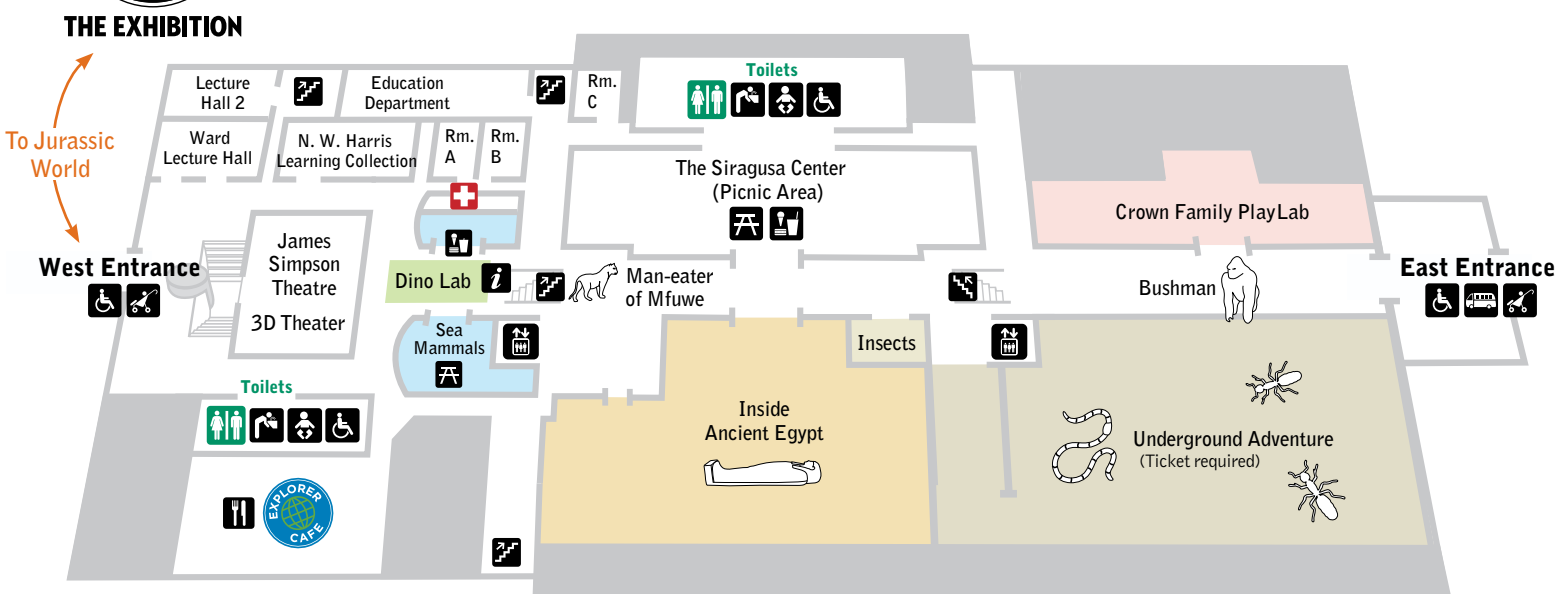 THE EXHIBITION
To Jurassic
World
Lecture
Hall 2
Education
Department
Rm.
C
Toilets
Ward
Lecture Hall
N. W. Harris
Learning Collection
Rm.
A
Rm.
B
The Siragusa Center
(Picnic Area)
Crown Family PlayLab
West Entrance
James
Simpson
Theatre
3D Theater
Dino Lab
i
Man-eater
of Mfuwe
Bushman
East Entrance
Sea
Mammals
Insects
Toilets
Inside
Ancient Egypt
Underground Adventure
(Ticket required)
EXPLORER
CAFE